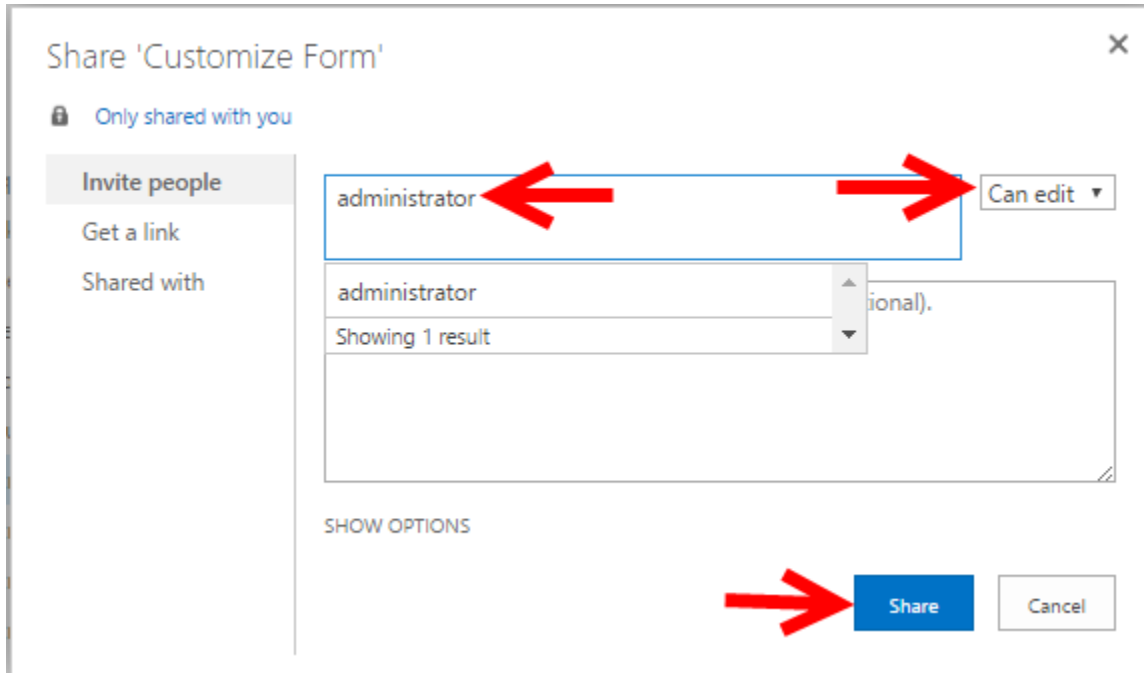 Share 'Customize Form'
Only shared with you
Invite people
Get a link
Shared with
administrator
Can edit
administrator
Showing 1 result
ional).
SHOW OPTIONS
Share
Cancel